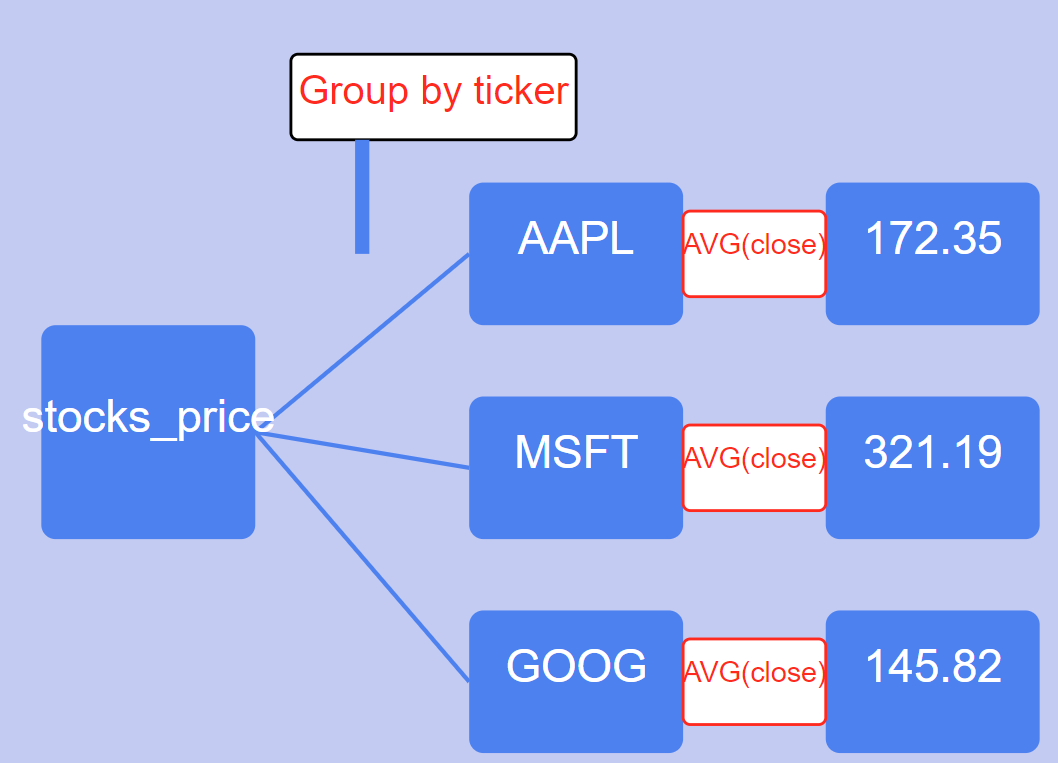 Group by ticker
AAPL
AVG(close)
172.35
stocks_price
MSFT
AVG(close)
321.19
GOOG
AVG(close)
145.82